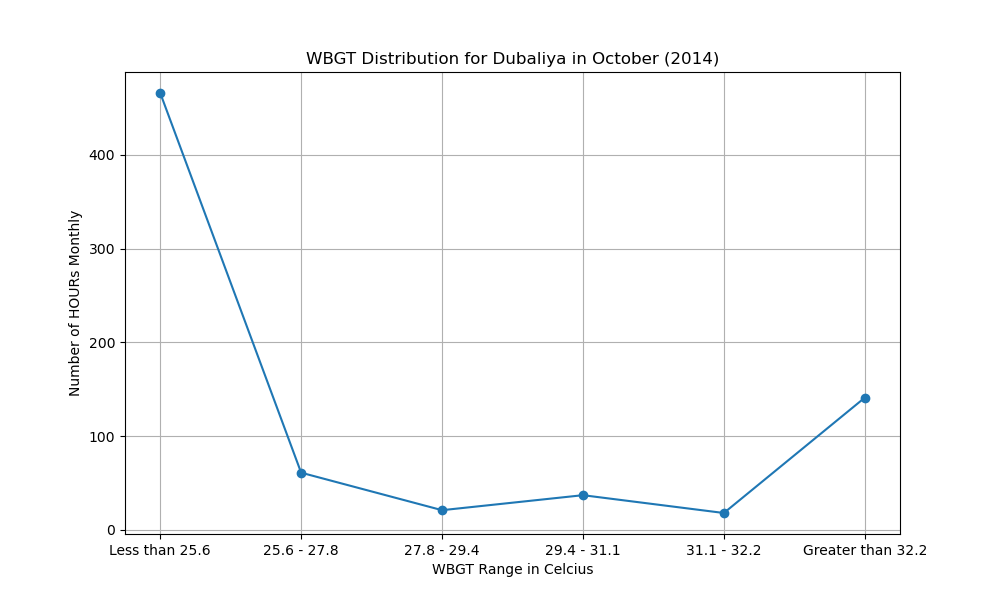 WBGT Distribution for Dubaliya in October (2014)
Number of HOURs Monthly
400
300
200
100
0
Less than 25.6
25.6 - 27.8
27.8 - 29.4
29.4 - 31.1
31.1 - 32.2
Greater than 32.2
WBGT Range in Celcius